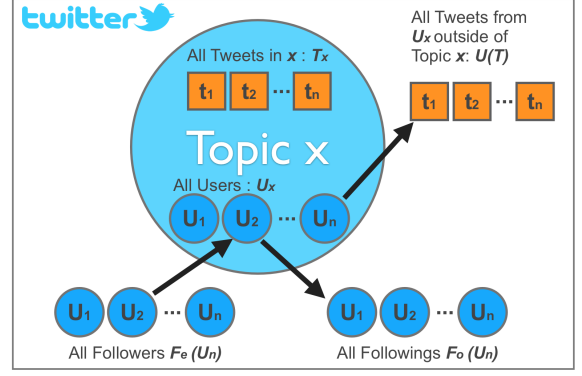 twitter
All Tweets in x : Tx
t1 t2 ... tn
Topic x
All Users : Ux
U1 U2 ... Un
All Tweets from
Ux outside of
Topic x: U(T)
t1 t2 ... tn
U1 U2 ... Un
All Followers Fe (Un)
U1 U2 ... Un
All Followings Fo (Un)